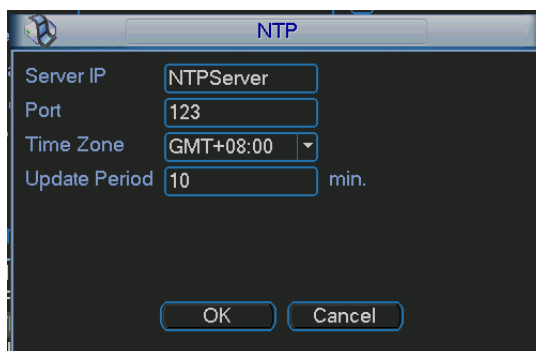 NTP
Server IP NTPServer
Port 123
Time Zone GMT+08:00
Update Period 10 min.
OK Cancel